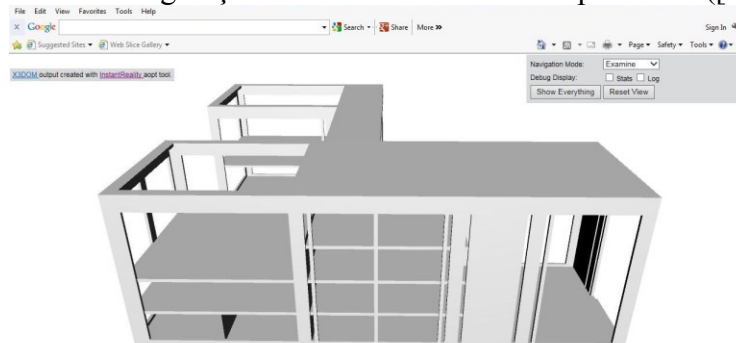 File Edit View Favorites Tools Help
x Google Search Share More >> Sign In
Suggested Sites Web Slice Gallery Page Safety Tools
X3DOM output created with InstantReality aopt tool.
Navigation Mode: Examine
Debug Display: Stats Log
Show Everything Reset View